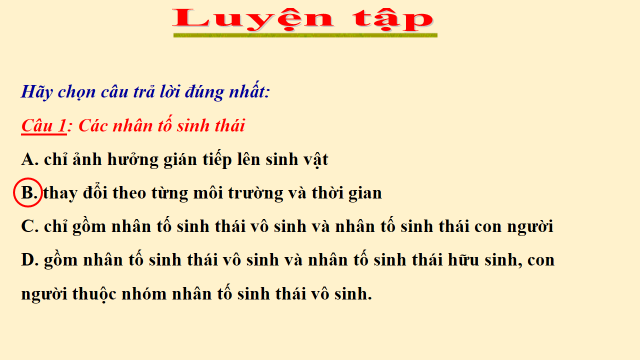 Luyện tập
Hãy chọn câu trả lời đúng nhất:
Câu 1: Các nhân tố sinh thái
A. chỉ ảnh hưởng gián tiếp lên sinh vật
B. thay đổi theo từng môi trường và thời gian
C. chỉ gồm nhân tố sinh thái vô sinh và nhân tố sinh thái con người
D. gồm nhân tố sinh thái vô sinh và nhân tố sinh thái hữu sinh, con
người thuộc nhóm nhân tố sinh thái vô sinh.